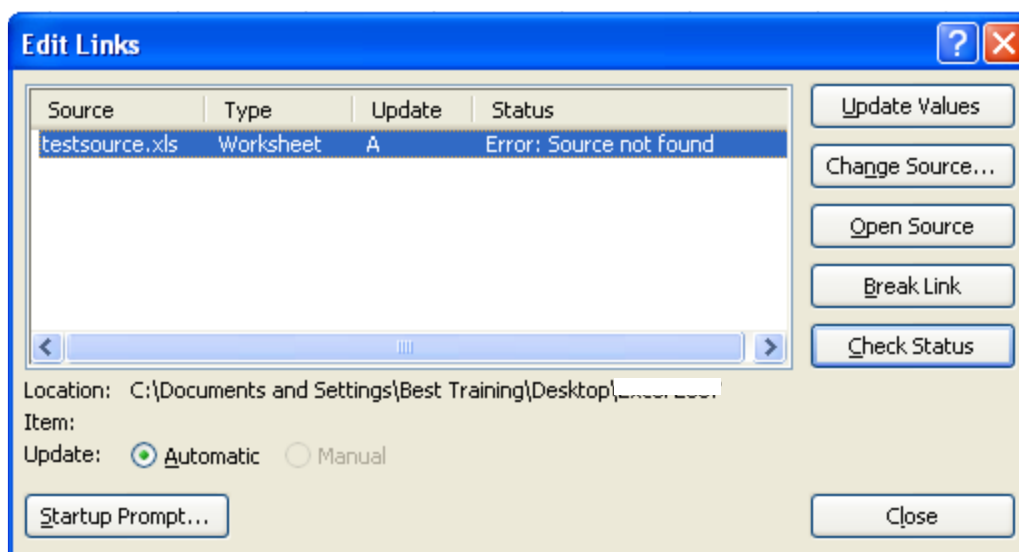 Edit Links
Source Type Update Status
testsource.xls Worksheet A Error: Source not found
Update Values
Change Source...
Open Source
Break Link
Check Status
Location: C:\Documents and Settings\Best Training\Desktop\
Item:
Update: Automatic Manual
Startup Prompt... Close